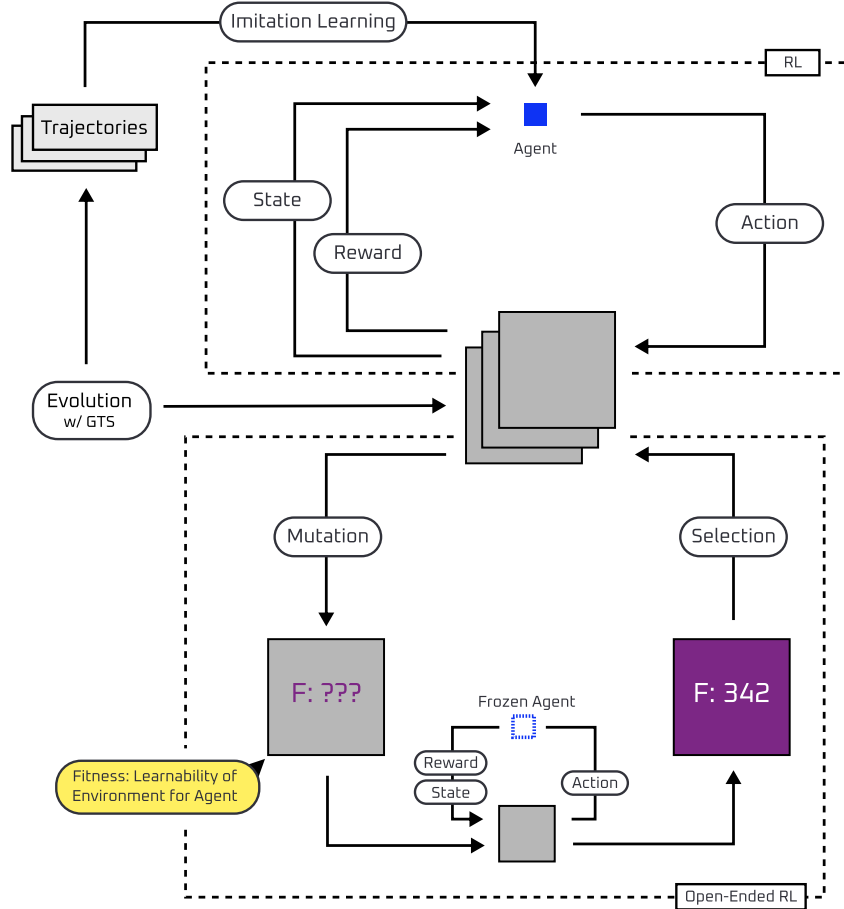 Imitation Learning
RL
Trajectories
Agent
State
Action
Reward
Evolution
w/ GTS
Mutation
Selection
F: ???
F: 342
Frozen Agent
Reward
State
Action
Fitness: Learnability of
Environment for Agent
Open-Ended RL